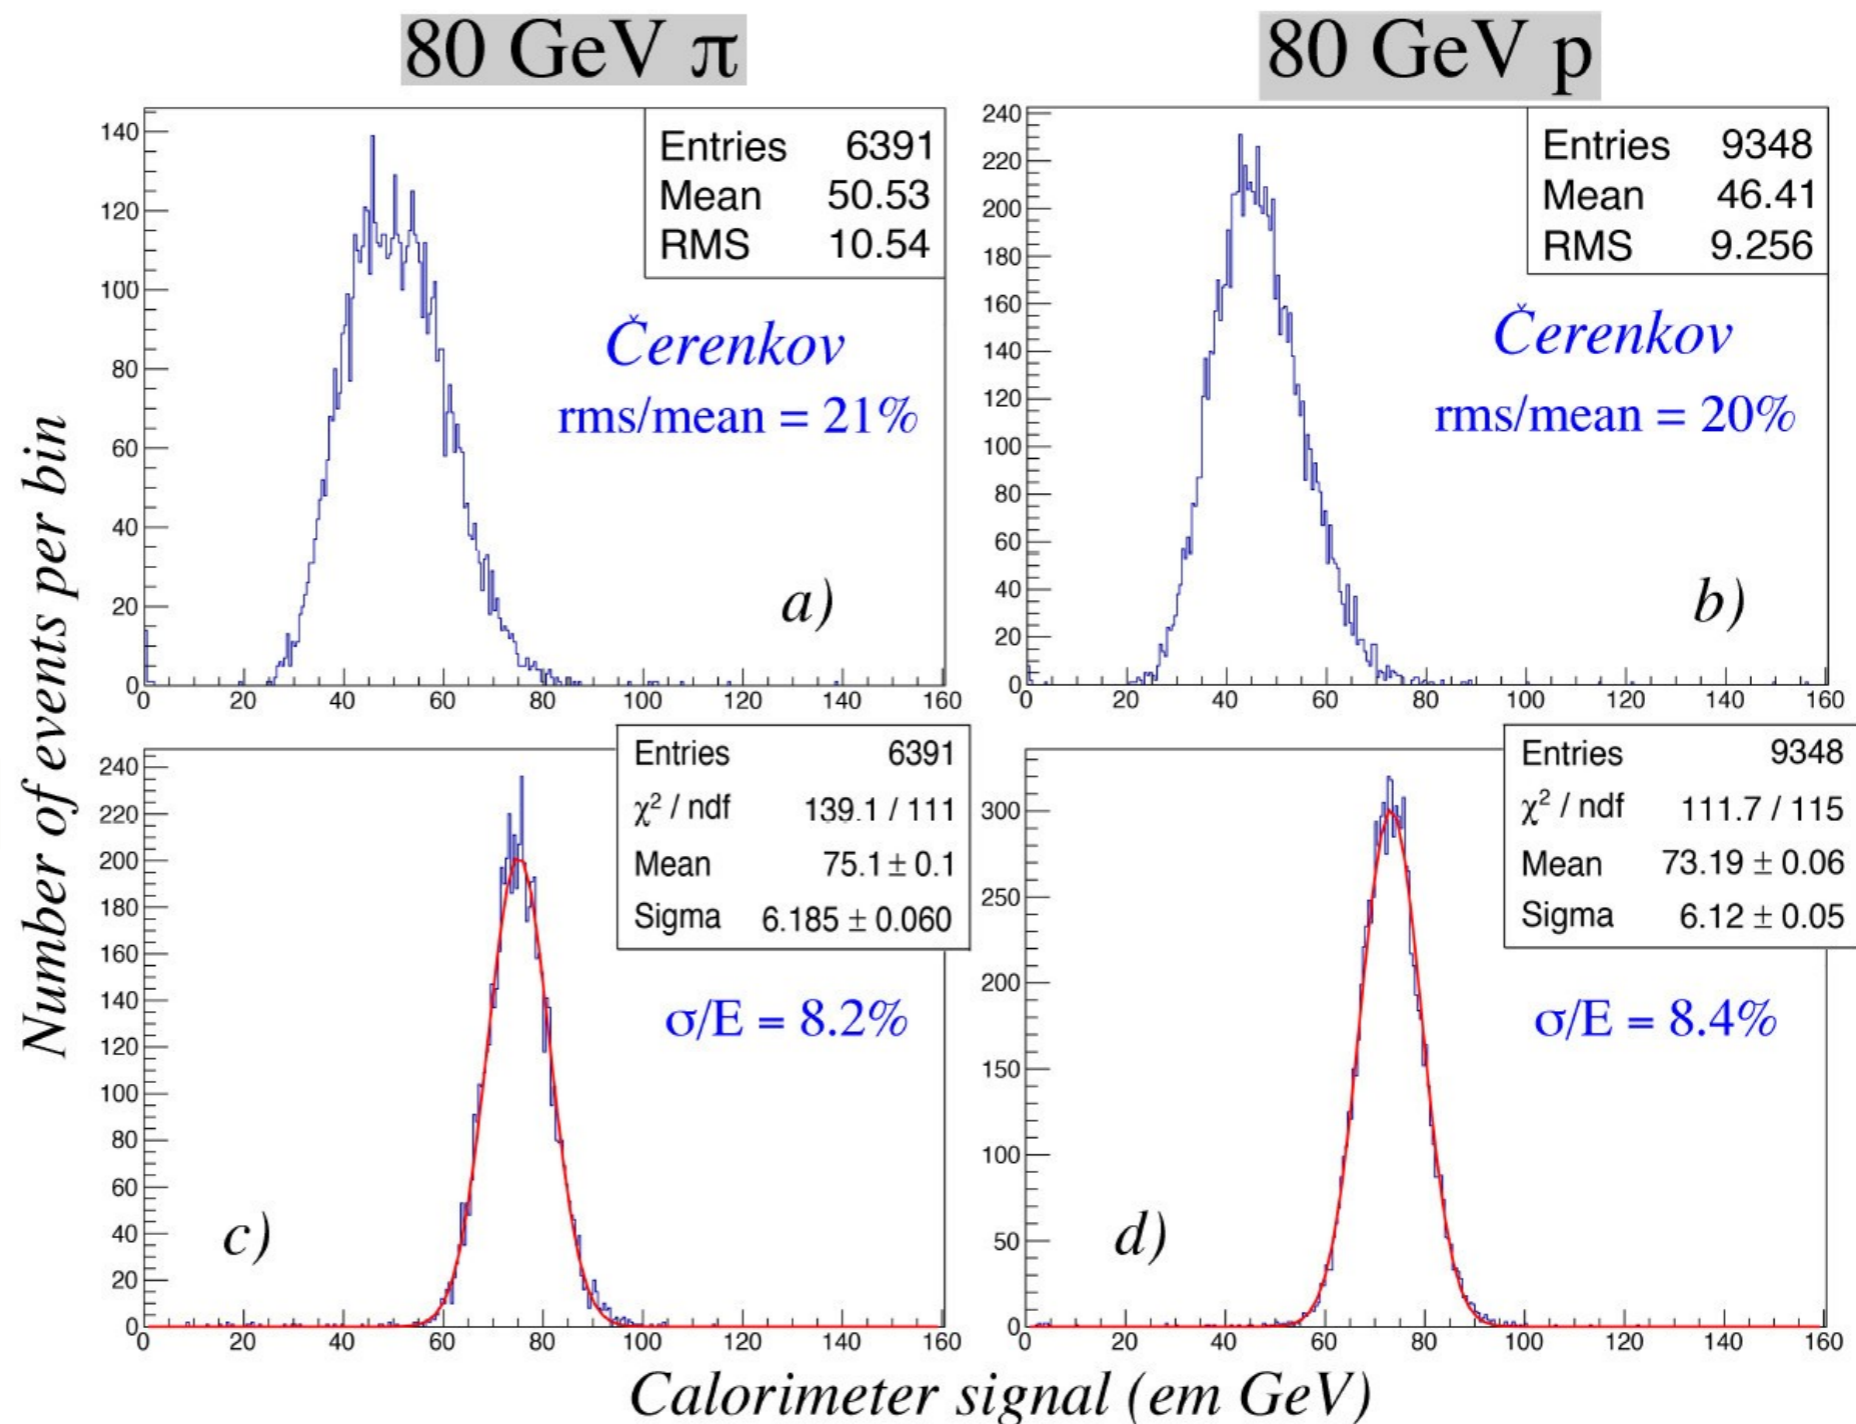 80 GeV π
80 GeV p
Number of events per bin
140
120
100
80
60
40
20
0
0 20 40 60 80 100 120 140 160
Entries 6391
Mean 50.53
RMS 10.54
Čerenkov
rms/mean = 21%
a)
240
220
200
180
160
140
120
100
80
60
40
20
0
0 20 40 60 80 100 120 140 160
Entries 9348
Mean 46.41
RMS 9.256
Čerenkov
rms/mean = 20%
b)
240
220
200
180
160
140
120
100
80
60
40
20
0
0 20 40 60 80 100 120 140 160
Entries 6391
χ² / ndf 139.1 / 111
Mean 75.1 ± 0.1
Sigma 6.185 ± 0.060
σ/E = 8.2%
c)
300
250
200
150
100
50
0
0 20 40 60 80 100 120 140 160
Entries 9348
χ² / ndf 111.7 / 115
Mean 73.19 ± 0.06
Sigma 6.12 ± 0.05
σ/E = 8.4%
d)
Calorimeter signal (em GeV)